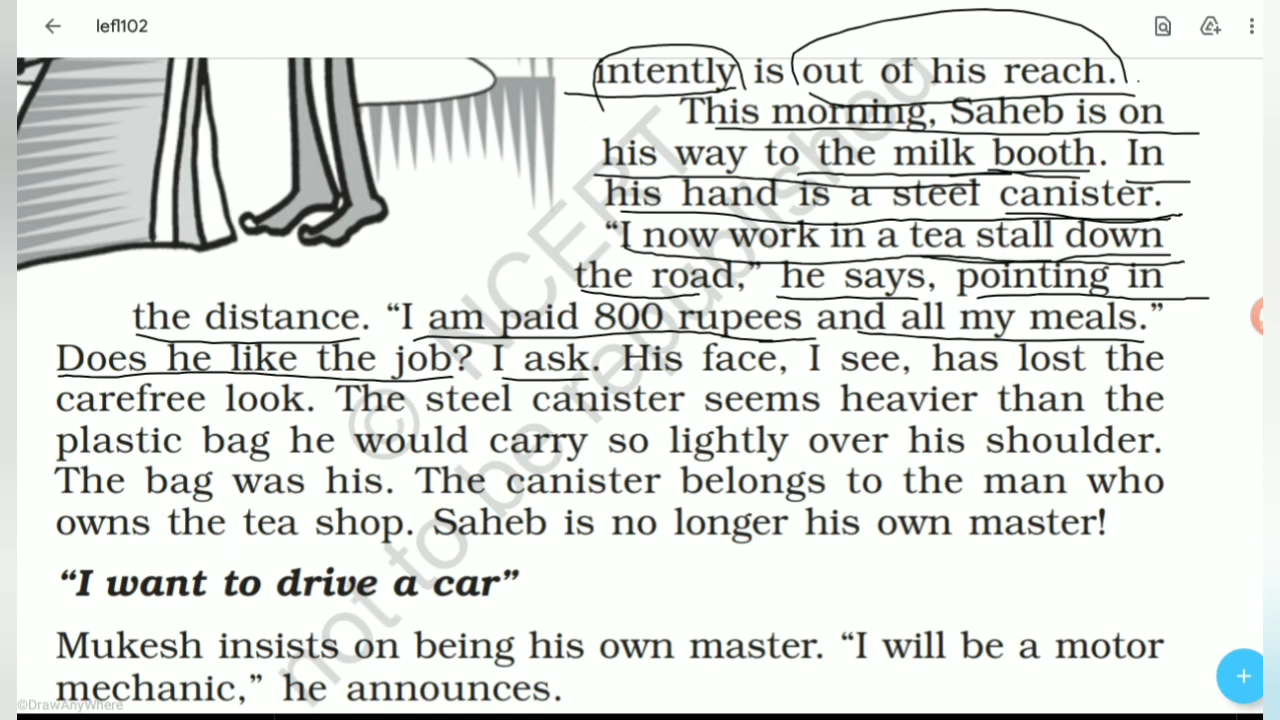 lefl102
intently is out of his reach.
This morning, Saheb is on
his way to the milk booth. In
his hand is a steel canister.
“I now work in a tea stall down
the road,” he says, pointing in
the distance. “I am paid 800 rupees and all my meals.”
Does he like the job? I ask. His face, I see, has lost the
carefree look. The steel canister seems heavier than the
plastic bag he would carry so lightly over his shoulder.
The bag was his. The canister belongs to the man who
owns the tea shop. Saheb is no longer his own master!
“I want to drive a car”
Mukesh insists on being his own master. “I will be a motor
mechanic,” he announces.
© NCERT
not to be republished
©DrawAnyWhere